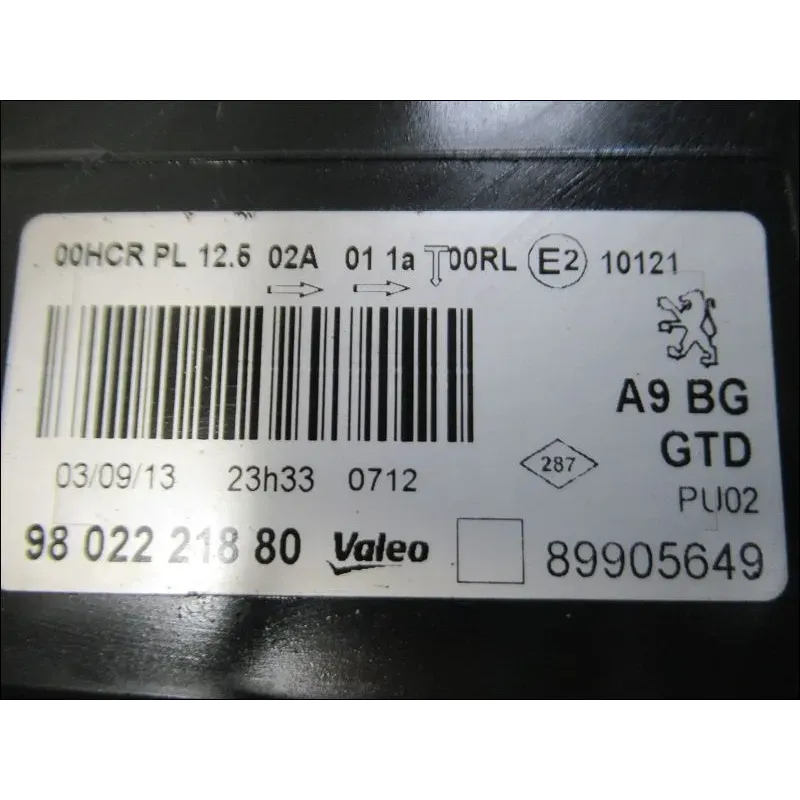 00HCR PL 12.5 02A 01 1a T00RL E2 10121
A9 BG
GTD
03/09/13 23h33 0712 287
PU02
98 022 218 80 Valeo 89905649